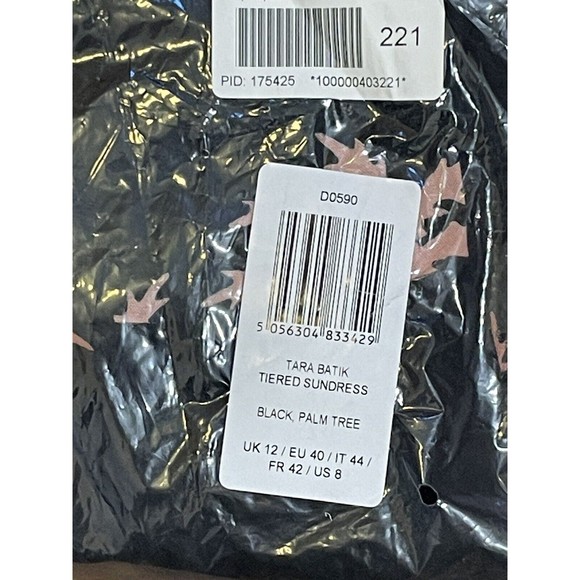 221
PID: 175425 *100000403221*
D0590
5 056304 833429
TARA BATIK
TIERED SUNDRESS
BLACK, PALM TREE
UK 12 / EU 40 / IT 44 /
FR 42 / US 8